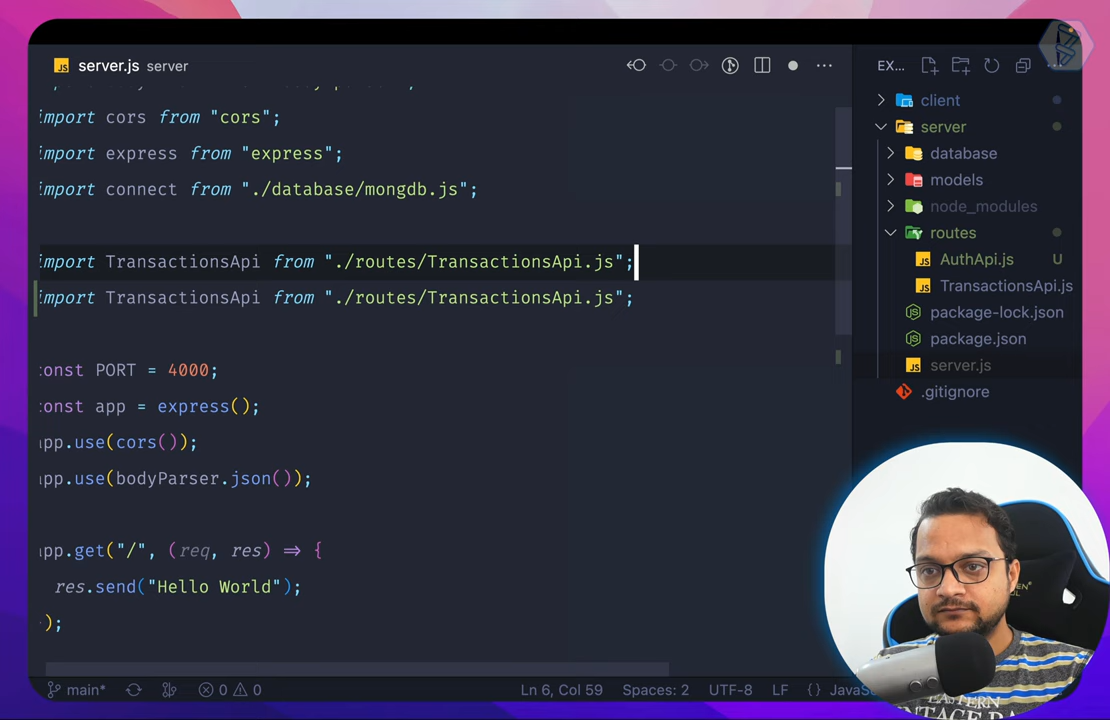 JS server.js server
EX...
import cors from "cors";
import express from "express";
import connect from "./database/mongdb.js";
import TransactionsApi from "./routes/TransactionsApi.js";
import TransactionsApi from "./routes/TransactionsApi.js";
const PORT = 4000;
const app = express();
app.use(cors());
app.use(bodyParser.json());
app.get("/", (req, res) => {
res.send("Hello World");
});
client
server
database
models
node_modules
routes
JS AuthApi.js U
JS TransactionsApi.js
package-lock.json
package.json
JS server.js
.gitignore
main* 0 0 Ln 6, Col 59 Spaces: 2 UTF-8 LF {}